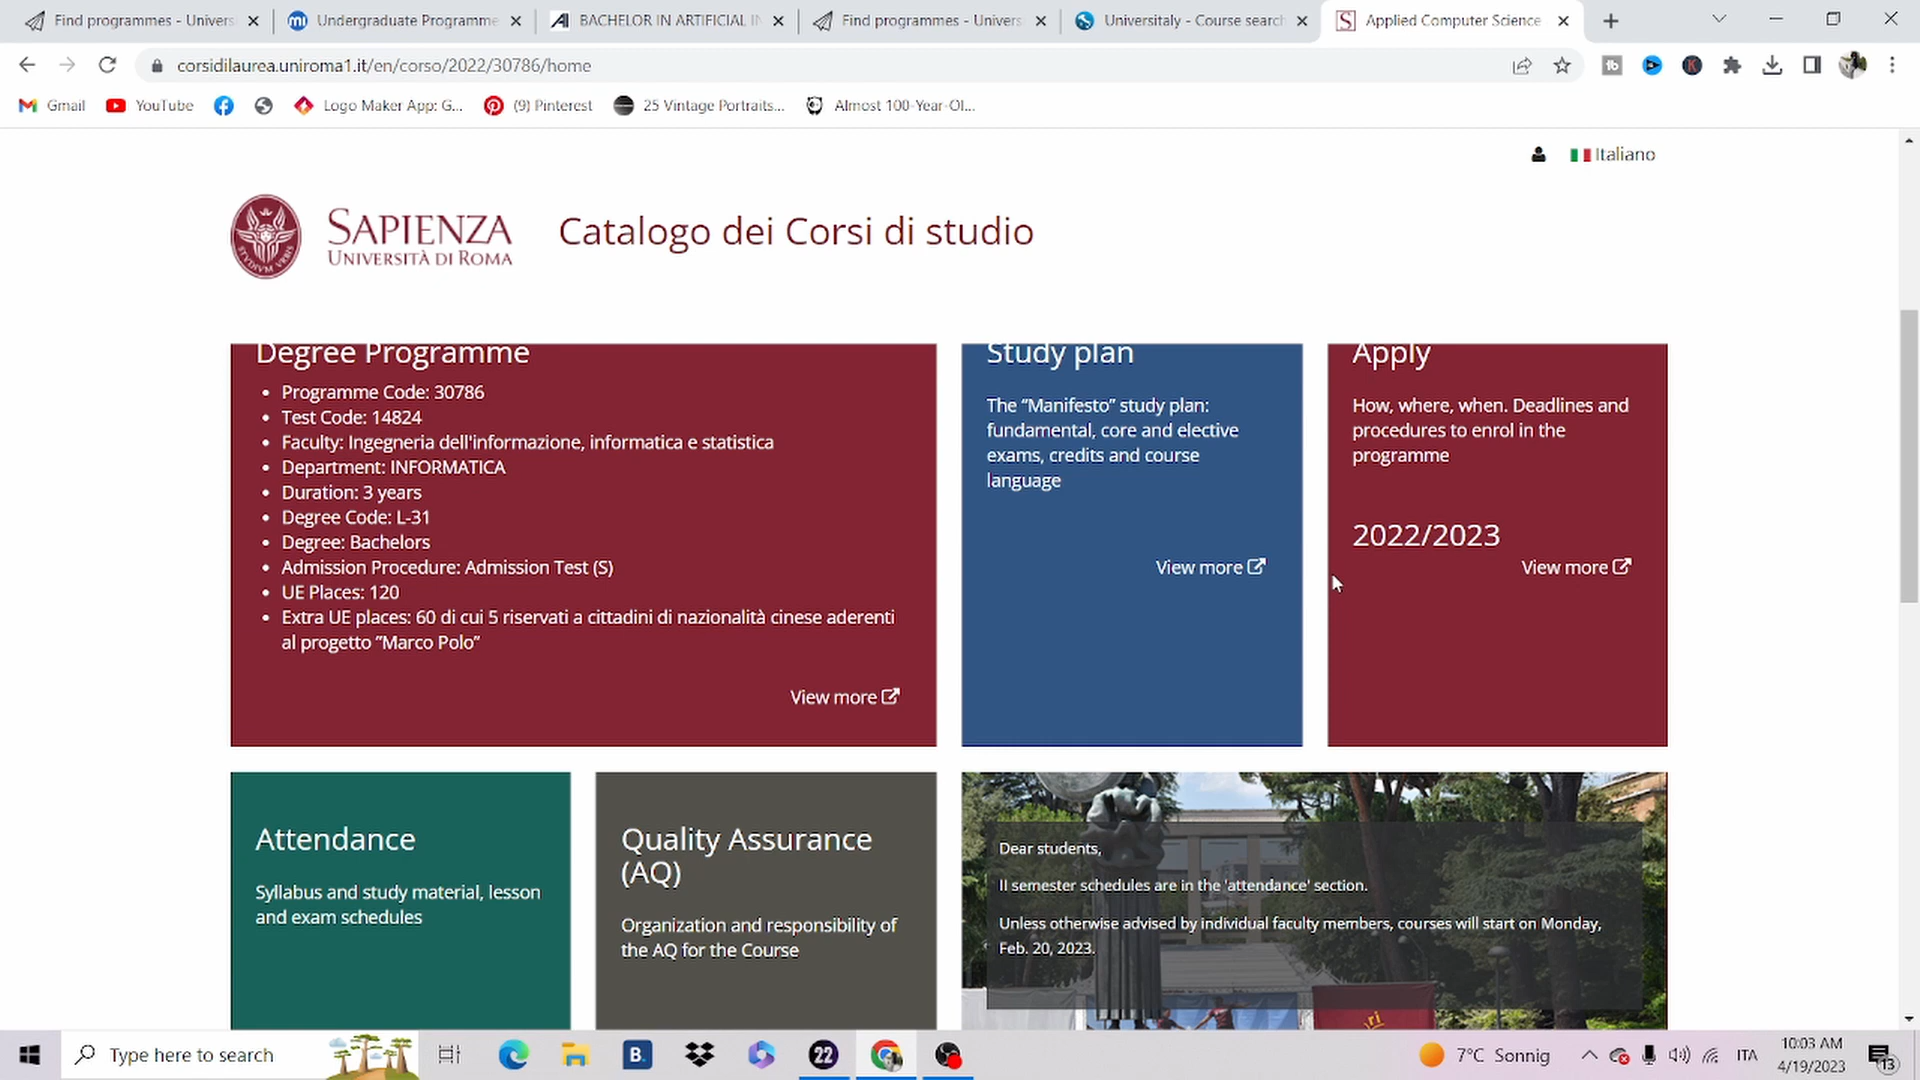 Find programmes - Univers
Undergraduate Programme
BACHELOR IN ARTIFICIAL IN
Find programmes - Univers
Universitaly - Course search
Applied Computer Science
corsidilaurea.uniroma1.it/en/corso/2022/30786/home
Gmail
YouTube
Logo Maker App: G...
(9) Pinterest
25 Vintage Portraits...
Almost 100-Year-Ol...
Italiano
SAPIENZA
UNIVERSITÀ DI ROMA
Catalogo dei Corsi di studio
Degree Programme
• Programme Code: 30786
• Test Code: 14824
• Faculty: Ingegneria dell'informazione, informatica e statistica
• Department: INFORMATICA
• Duration: 3 years
• Degree Code: L-31
• Degree: Bachelors
• Admission Procedure: Admission Test (S)
• UE Places: 120
• Extra UE places: 60 di cui 5 riservati a cittadini di nazionalità cinese aderenti
al progetto "Marco Polo"
View more
Study plan
The “Manifesto” study plan:
fundamental, core and elective
exams, credits and course
language
View more
Apply
How, where, when. Deadlines and
procedures to enrol in the
programme
2022/2023
View more
Attendance
Syllabus and study material, lesson
and exam schedules
Quality Assurance
(AQ)
Organization and responsibility of
the AQ for the Course
Dear students,
II semester schedules are in the 'attendance' section.
Unless otherwise advised by individual faculty members, courses will start on Monday,
Feb. 20, 2023.
Type here to search
B.
22
7°C Sonnig
ITA
10:03 AM
4/19/2023
13